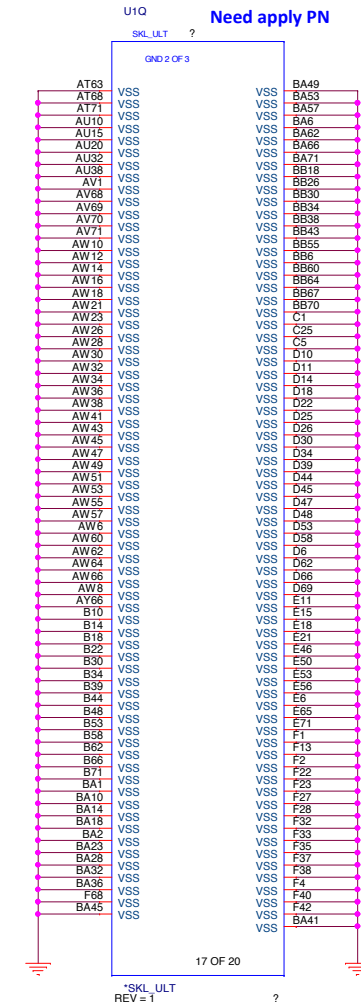 U1Q
Need apply PN
SKL_ULT ?
GND 2 OF 3
AT63 VSS VSS BA49
AT68 VSS VSS BA53
AT71 VSS VSS BA57
AU10 VSS VSS BA6
AU15 VSS VSS BA62
AU20 VSS VSS BA66
AU32 VSS VSS BA71
AU38 VSS VSS BB18
AV1 VSS VSS BB26
AV68 VSS VSS BB30
AV69 VSS VSS BB34
AV70 VSS VSS BB38
AV71 VSS VSS BB43
AW10 VSS VSS BB55
AW12 VSS VSS BB6
AW14 VSS VSS BB60
AW16 VSS VSS BB64
AW18 VSS VSS BB67
AW21 VSS VSS BB70
AW23 VSS VSS C1
AW26 VSS VSS C25
AW28 VSS VSS C5
AW30 VSS VSS D10
AW32 VSS VSS D11
AW34 VSS VSS D14
AW36 VSS VSS D18
AW38 VSS VSS D22
AW41 VSS VSS D25
AW43 VSS VSS D26
AW45 VSS VSS D30
AW47 VSS VSS D34
AW49 VSS VSS D39
AW51 VSS VSS D44
AW53 VSS VSS D45
AW55 VSS VSS D47
AW57 VSS VSS D48
AW6 VSS VSS D53
AW60 VSS VSS D58
AW62 VSS VSS D6
AW64 VSS VSS D62
AW66 VSS VSS D66
AW8 VSS VSS D69
AY66 VSS VSS E11
B10 VSS VSS E15
B14 VSS VSS E18
B18 VSS VSS E21
B22 VSS VSS E46
B30 VSS VSS E50
B34 VSS VSS E53
B39 VSS VSS E56
B44 VSS VSS E6
B48 VSS VSS E65
B53 VSS VSS E71
B58 VSS VSS F1
B62 VSS VSS F13
B66 VSS VSS F2
B71 VSS VSS F22
BA1 VSS VSS F23
BA10 VSS VSS F27
BA14 VSS VSS F28
BA18 VSS VSS F32
BA2 VSS VSS F33
BA23 VSS VSS F35
BA28 VSS VSS F37
BA32 VSS VSS F38
BA36 VSS VSS F4
F68 VSS VSS F40
BA45 VSS VSS F42
VSS BA41
17 OF 20
*SKL_ULT
REV = 1 ?